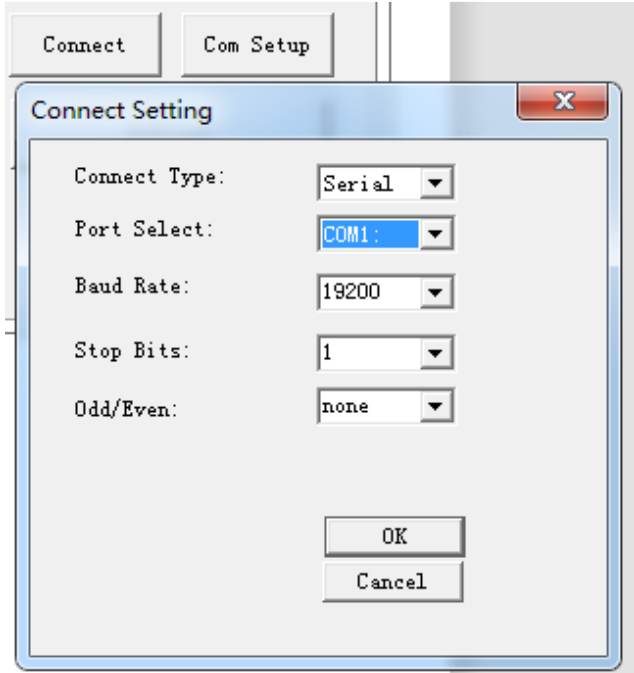 Connect Com Setup
Connect Setting
Connect Type: Serial
Port Select: COM1:
Baud Rate: 19200
Stop Bits: 1
Odd/Even: none
OK
Cancel